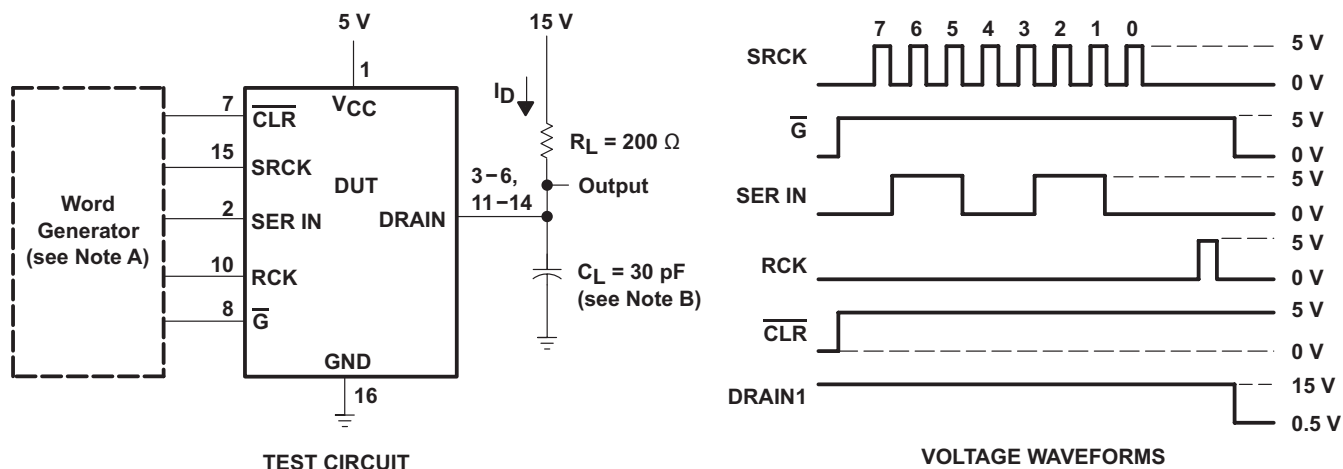 5 V
15 V
1
VCC
7
CLR
15
SRCK
2
SER IN
10
RCK
8
G
GND
16
DUT
DRAIN
3–6,
11–14
Word
Generator
(see Note A)
ID
RL = 200 Ω
Output
CL = 30 pF
(see Note B)
TEST CIRCUIT
7 6 5 4 3 2 1 0
SRCK
5 V
0 V
G
5 V
0 V
SER IN
5 V
0 V
RCK
5 V
0 V
CLR
5 V
0 V
DRAIN1
15 V
0.5 V
VOLTAGE WAVEFORMS